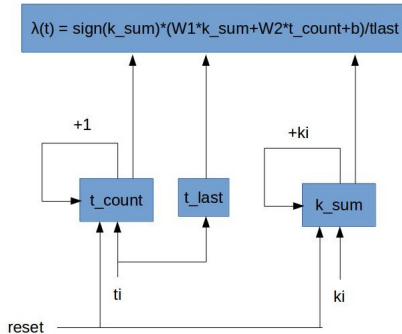 λ(t) = sign(k_sum)*(W1*k_sum+W2*t_count+b)/tlast
+1
+ki
t_count
t_last
k_sum
ti
ki
reset